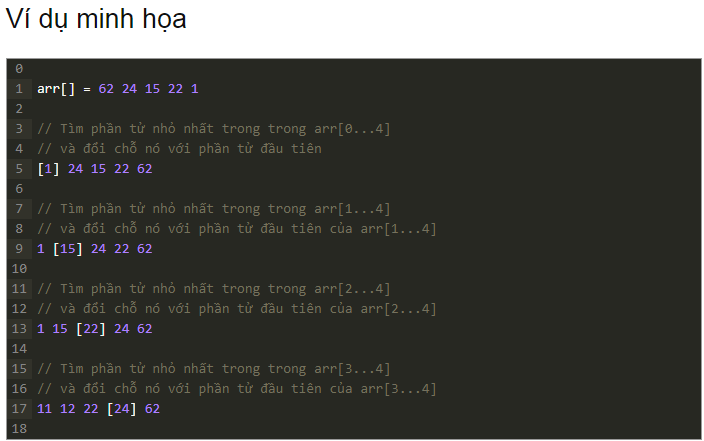 Ví dụ minh họa
0
1 arr[] = 62 24 15 22 1
2
3 // Tìm phần tử nhỏ nhất trong trong arr[0...4]
4 // và đổi chỗ nó với phần tử đầu tiên
5 [1] 24 15 22 62
6
7 // Tìm phần tử nhỏ nhất trong trong arr[1...4]
8 // và đổi chỗ nó với phần tử đầu tiên của arr[1...4]
9 1 [15] 24 22 62
10
11 // Tìm phần tử nhỏ nhất trong trong arr[2...4]
12 // và đổi chỗ nó với phần tử đầu tiên của arr[2...4]
13 1 15 [22] 24 62
14
15 // Tìm phần tử nhỏ nhất trong trong arr[3...4]
16 // và đổi chỗ nó với phần tử đầu tiên của arr[3...4]
17 11 12 22 [24] 62
18